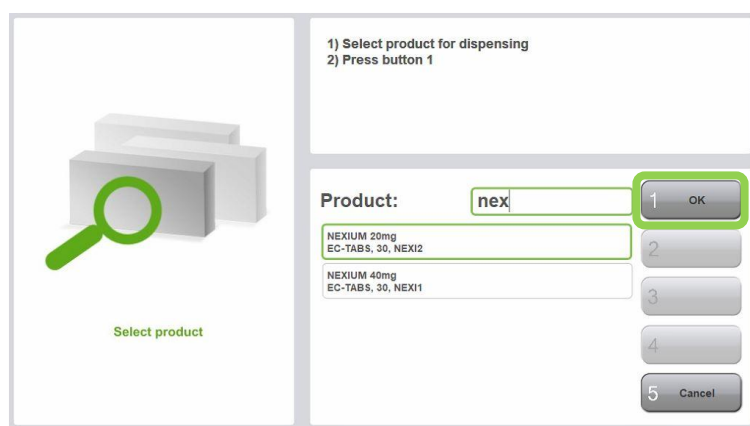 1) Select product for dispensing
2) Press button 1
Select product
Product: nex
NEXIUM 20mg
EC-TABS, 30, NEXI2
NEXIUM 40mg
EC-TABS, 30, NEXI1
1 OK
2
3
4
5 Cancel